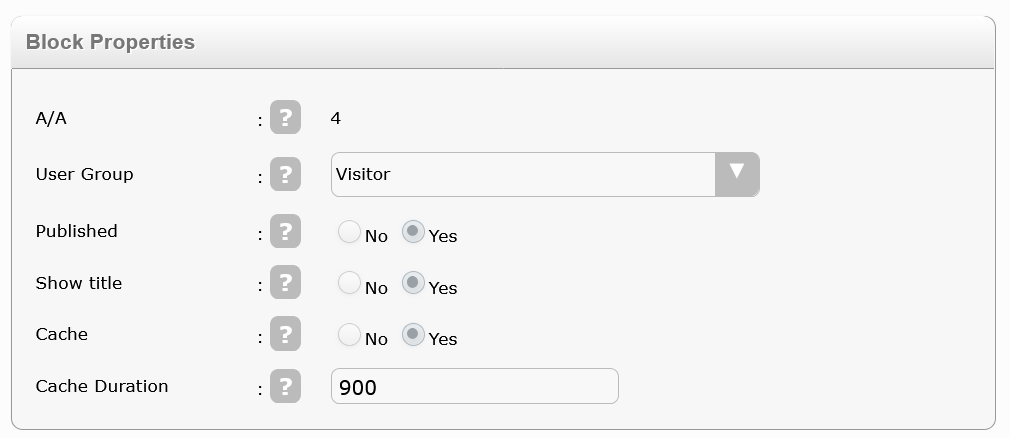 Block Properties
A/A : ? 4
User Group : ? Visitor
Published : ? No Yes
Show title : ? No Yes
Cache : ? No Yes
Cache Duration : ? 900